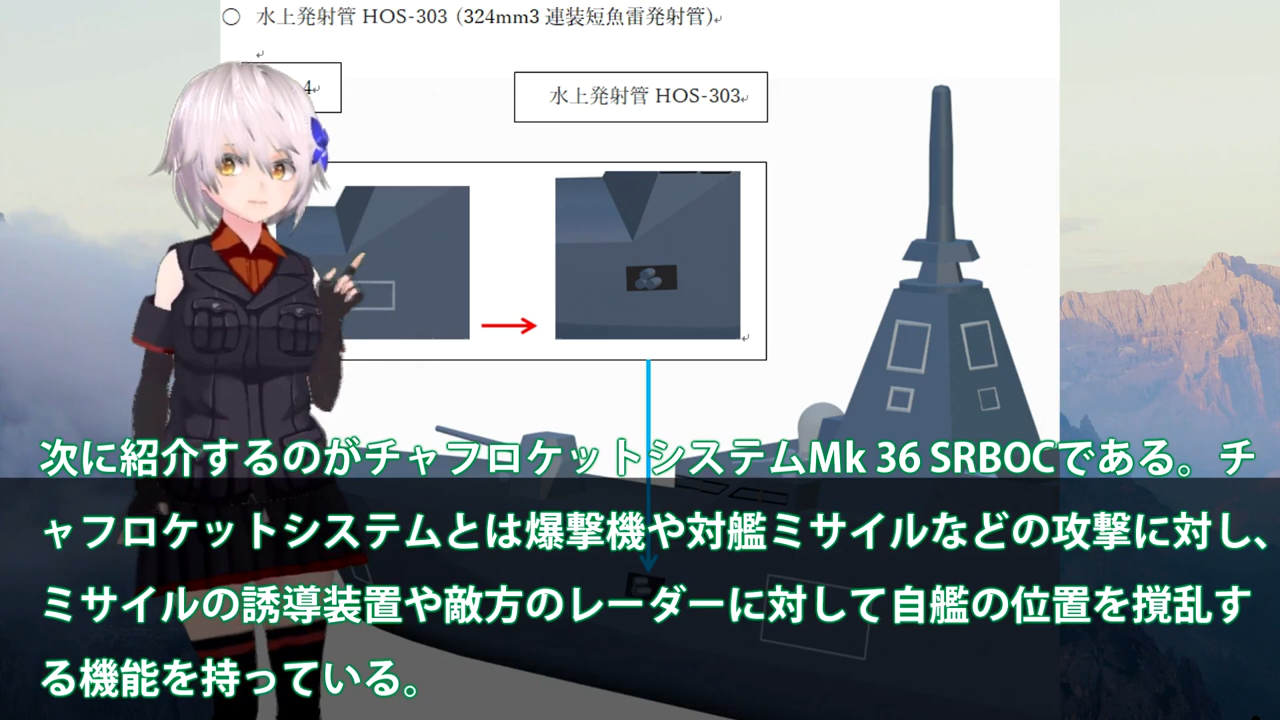 ○ 水上発射管 HOS-303 (324mm3 連装短魚雷発射管)
4
水上発射管 HOS-303
次に紹介するのがチャフロケットシステムMk 36 SRBOCである。チ
ャフロケットシステムとは爆撃機や対艦ミサイルなどの攻撃に対し、
ミサイルの誘導装置や敵方のレーダーに対して自艦の位置を撹乱す
る機能を持っている。